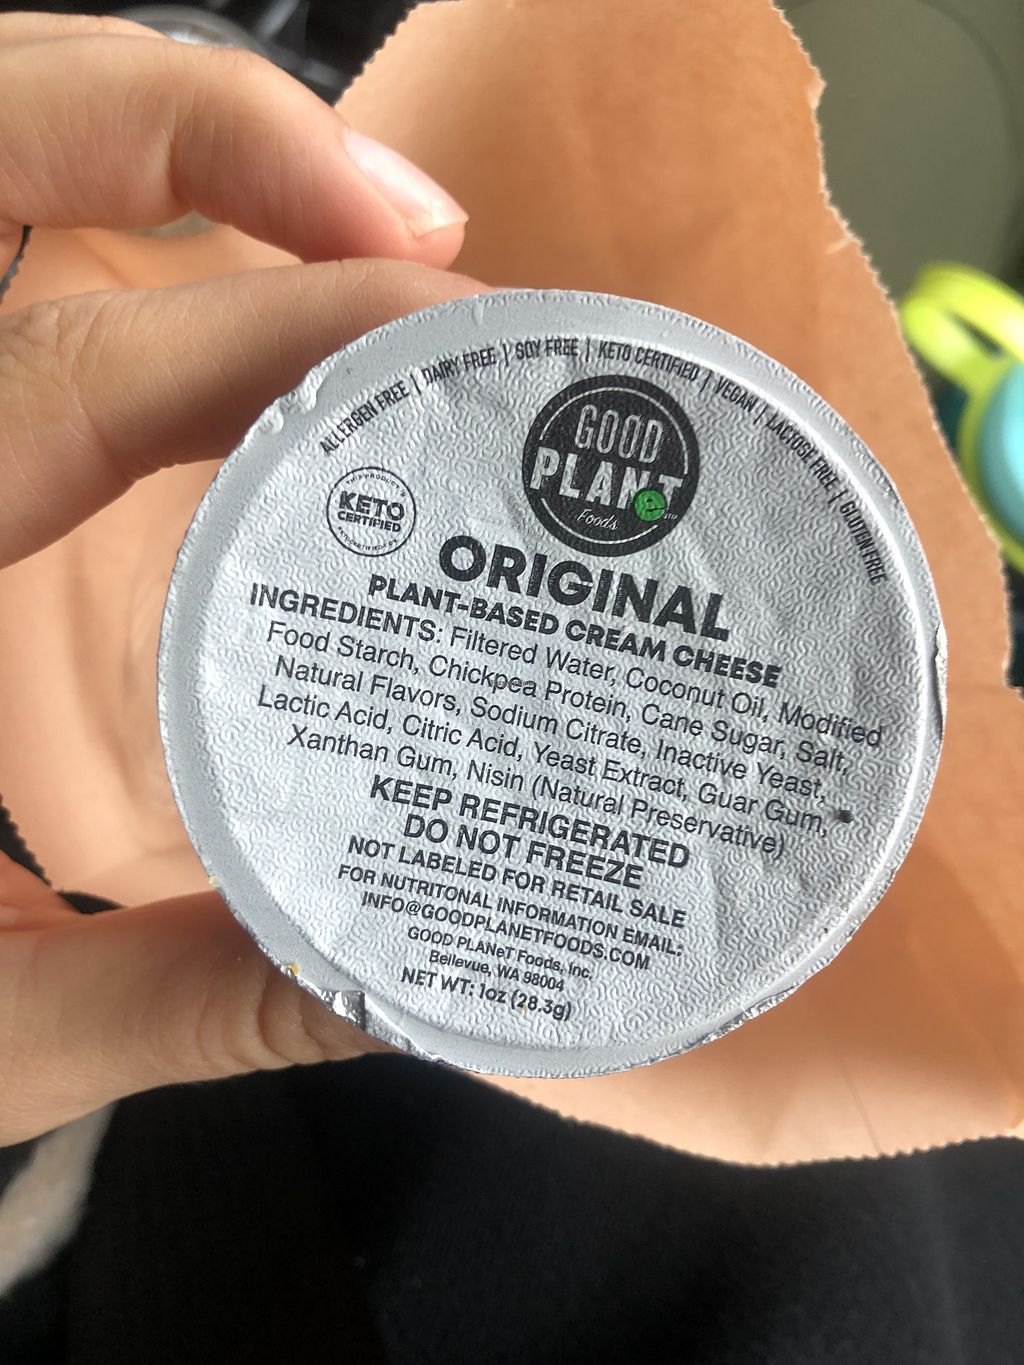 ALLERGEN FREE | DAIRY FREE | SOY FREE | KETO CERTIFIED | VEGAN | LACTOSE FREE | GLUTEN FREE
GOOD
PLANeT
Foods
THIS PRODUCT IS
KETO
CERTIFIED
ORIGINAL
PLANT-BASED CREAM CHEESE
INGREDIENTS: Filtered Water, Coconut Oil, Modified
Food Starch, Chickpea Protein, Cane Sugar, Salt,
Natural Flavors, Sodium Citrate, Inactive Yeast,
Lactic Acid, Citric Acid, Yeast Extract, Guar Gum,
Xanthan Gum, Nisin (Natural Preservative)
KEEP REFRIGERATED
DO NOT FREEZE
NOT LABELED FOR RETAIL SALE
FOR NUTRITONAL INFORMATION EMAIL:
INFO@GOODPLANETFOODS.COM
GOOD PLANeT Foods, Inc.
Bellevue, WA 98004
NET WT: 1oz (28.3g)